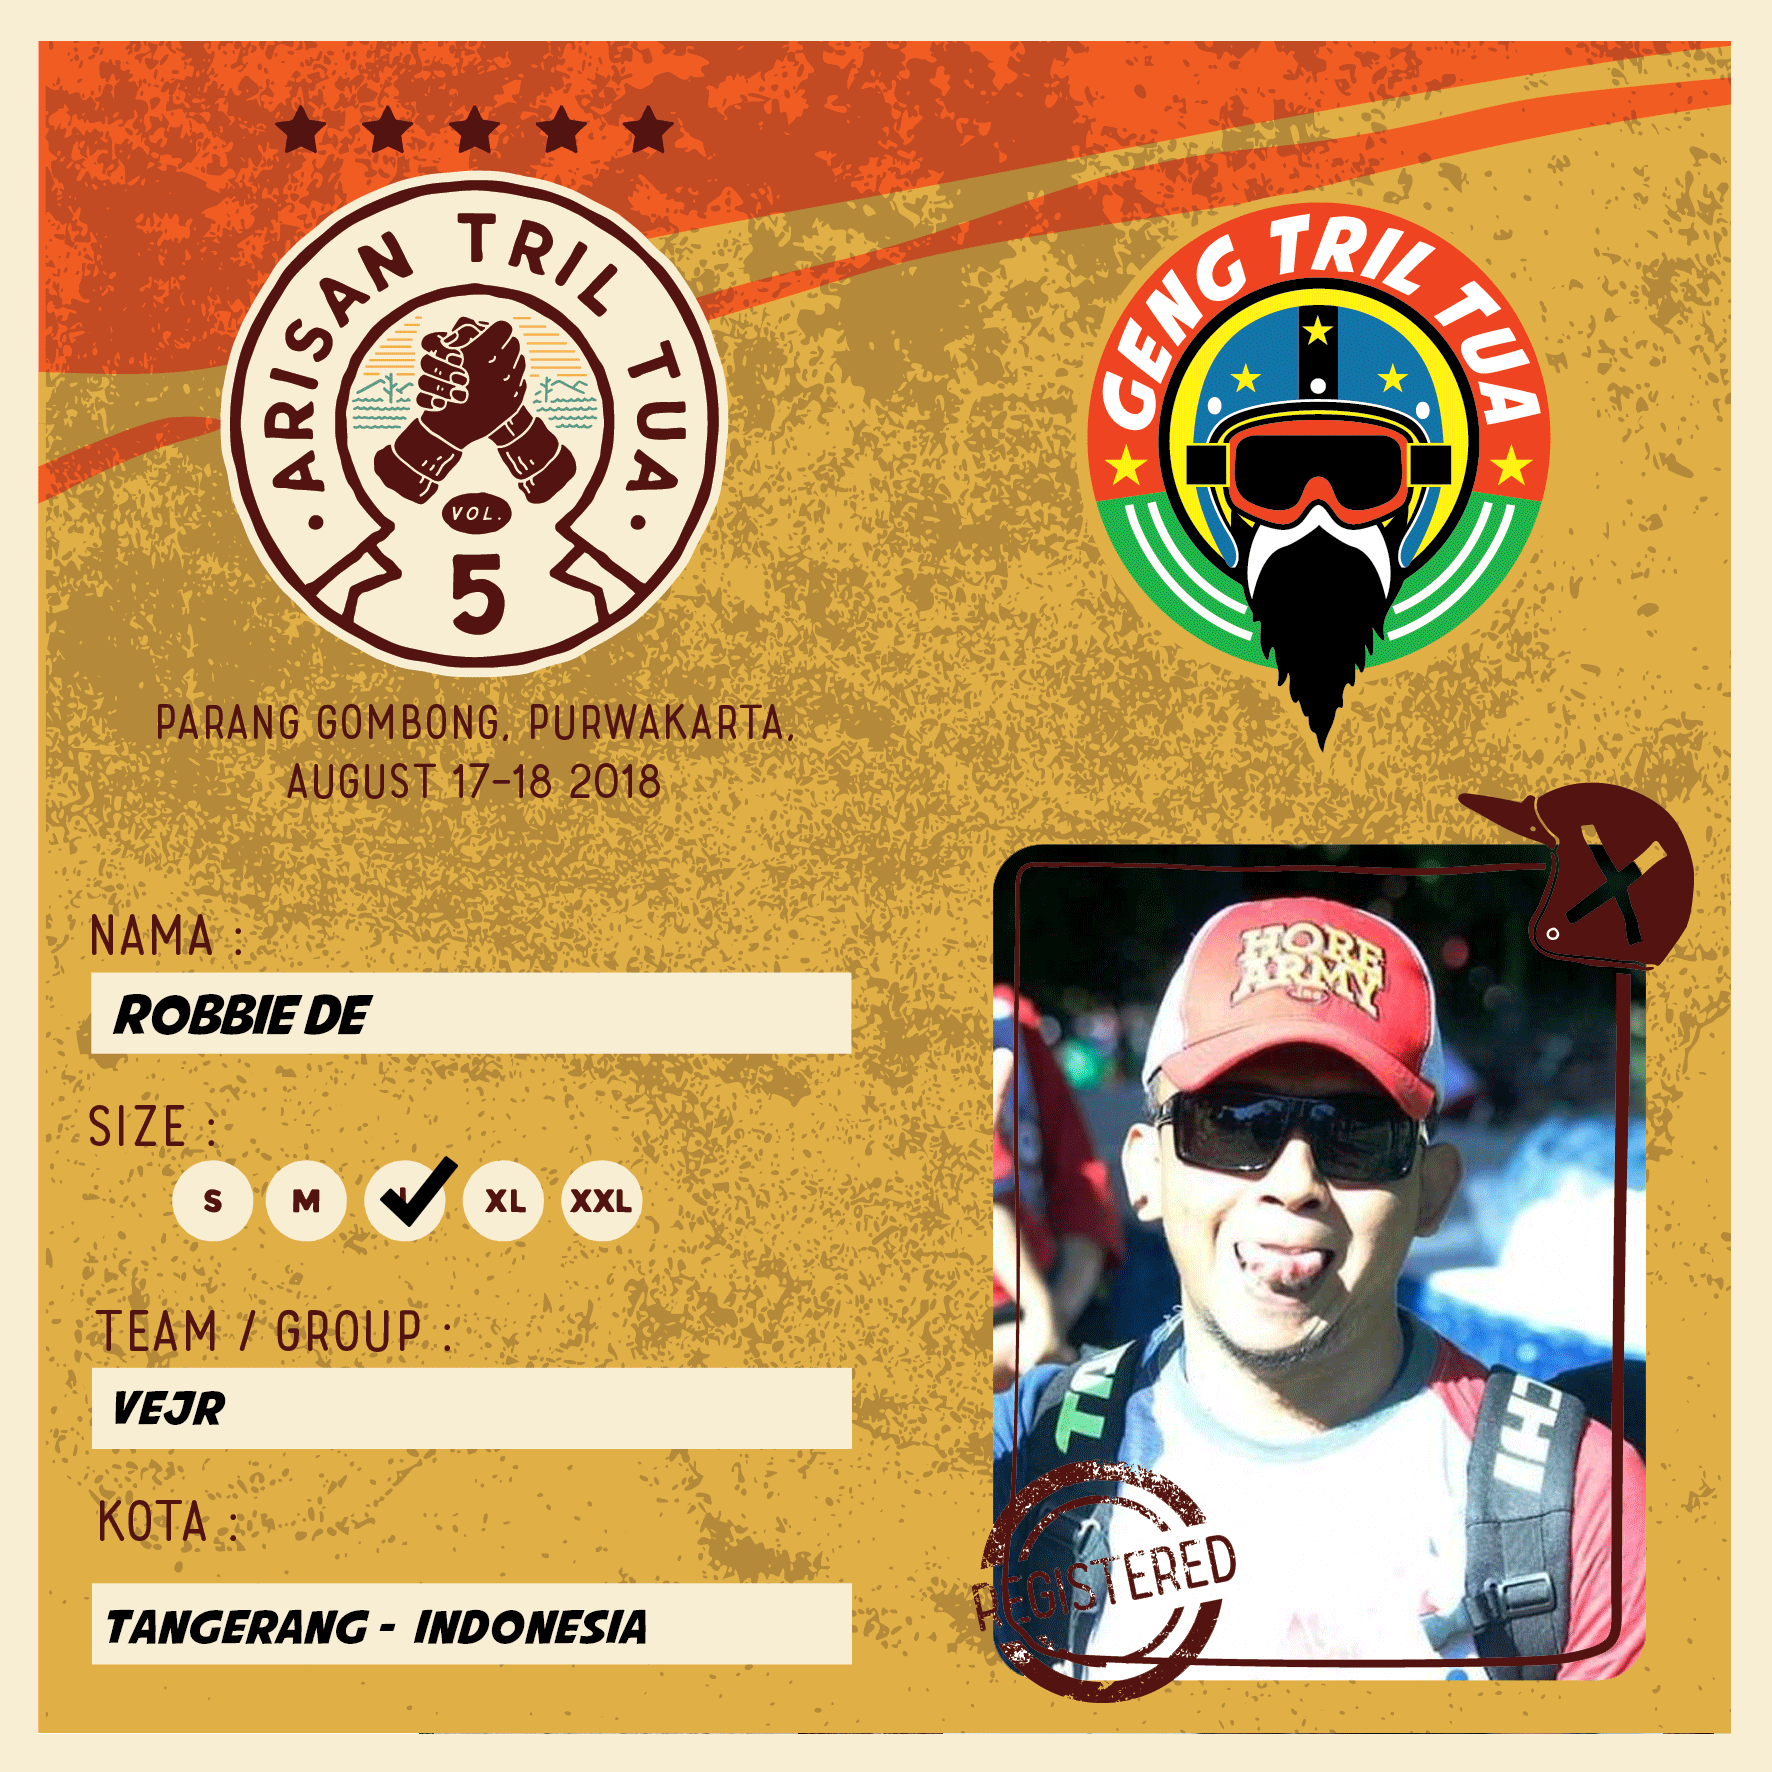 ARISAN TRIL TUA
VOL.
5
PARANG GOMBONG, PURWAKARTA,
AUGUST 17-18 2018
GENG TRIL TUA
NAMA :
ROBBIE DE
SIZE :
S M L XL XXL
TEAM / GROUP :
VEJR
KOTA :
TANGERANG - INDONESIA
HORE
ARMY
REGISTERED